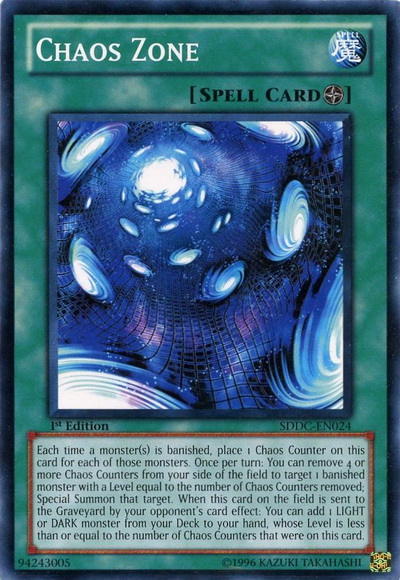 Chaos Zone
SPELL
魔
[Spell Card]
1st Edition
SDDC-EN024
Each time a monster(s) is banished, place 1 Chaos Counter on
this card for each of those monsters. Once per turn: You can remove 4 or
more Chaos Counters from your side of the field to target 1 banished
monster with a Level equal to the number of Chaos Counters removed;
Special Summon that target. When this card on the field is sent to
the Graveyard by your opponent's card effect: You can add 1 LIGHT
or DARK monster from your Deck to your hand, whose Level is less
than or equal to the number of Chaos Counters that were on this card.
94243005
©1996 KAZUKI TAKAHASHI